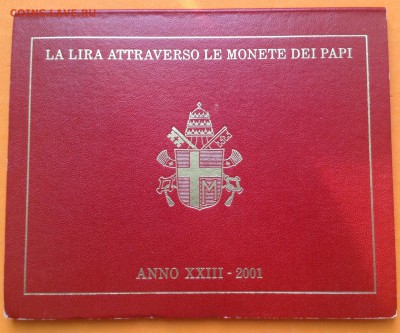 coins.lave.ru
LA LIRA ATTRAVERSO LE MONETE DEI PAPI
M
ANNO XXIII - 2001